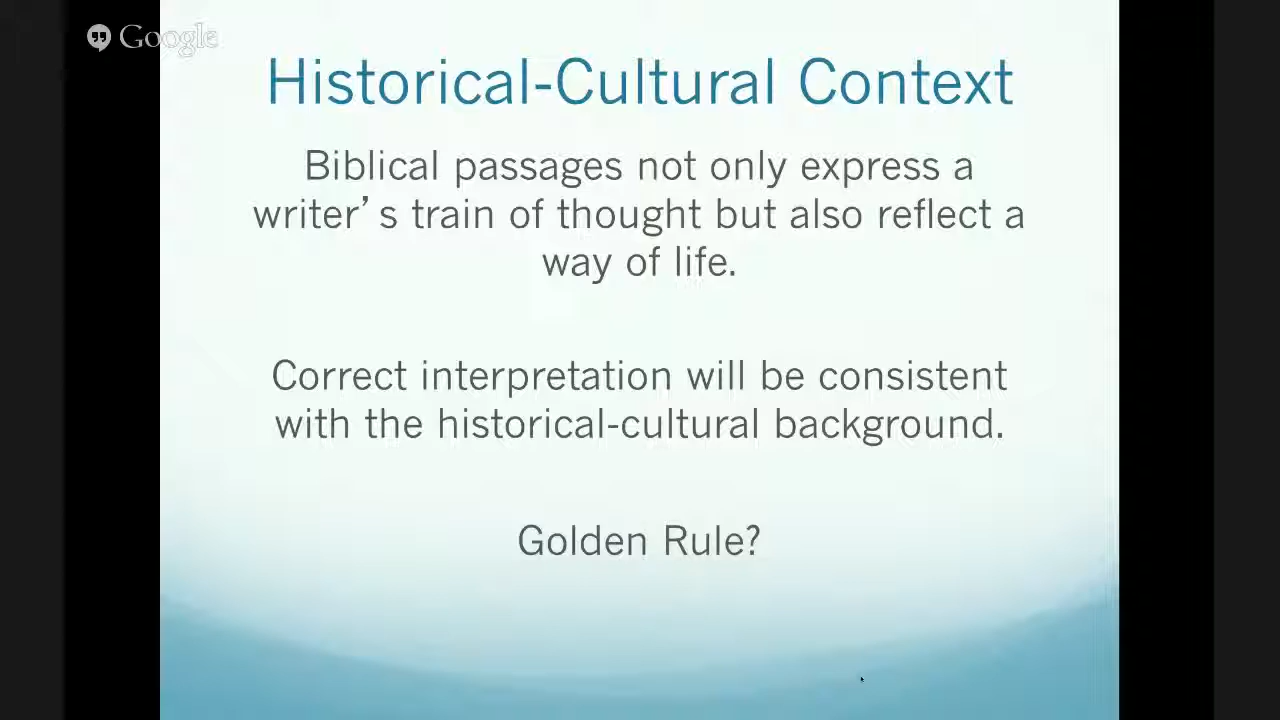 Google
Historical-Cultural Context
Biblical passages not only express a
writer’s train of thought but also reflect a
way of life.
Correct interpretation will be consistent
with the historical-cultural background.
Golden Rule?